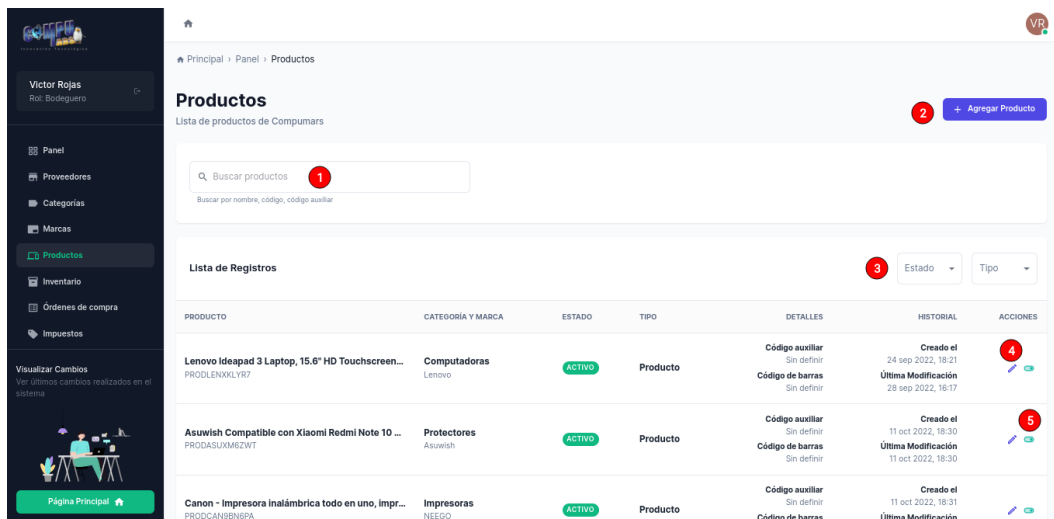 COMPU
VR
Principal › Panel › Productos
Victor Rojas
Rol: Bodeguero
Productos
Lista de productos de Compumars
2
+ Agregar Producto
Panel
Proveedores
Categorías
Marcas
Productos
Inventario
Órdenes de compra
Impuestos
Buscar productos
1
Buscar por nombre, código, código auxiliar
Lista de Registros
3
Estado
Tipo
PRODUCTO CATEGORÍA Y MARCA ESTADO TIPO DETALLES HISTORIAL ACCIONES
Lenovo Ideapad 3 Laptop, 15.6" HD Touchscreen...
PRODLENXKLYR7
Computadoras
Lenovo
ACTIVO
Producto
Código auxiliar
Sin definir
Código de barras
Sin definir
Creado el
24 sep 2022, 18:21
Última Modificación
28 sep 2022, 16:17
4
Asuwish Compatible con Xiaomi Redmi Note 10 ...
PRODASUXM6ZWT
Protectores
Asuwish
ACTIVO
Producto
Código auxiliar
Sin definir
Código de barras
Sin definir
Creado el
11 oct 2022, 18:30
Última Modificación
11 oct 2022, 18:30
5
Canon - Impresora inalámbrica todo en uno, impr...
PRODCAN9BN6PA
Impresoras
NEEGO
ACTIVO
Producto
Código auxiliar
Sin definir
Código de barras
Creado el
11 oct 2022, 18:31
Última Modificación
Visualizar Cambios
Ver últimos cambios realizados en el
sistema
Página Principal